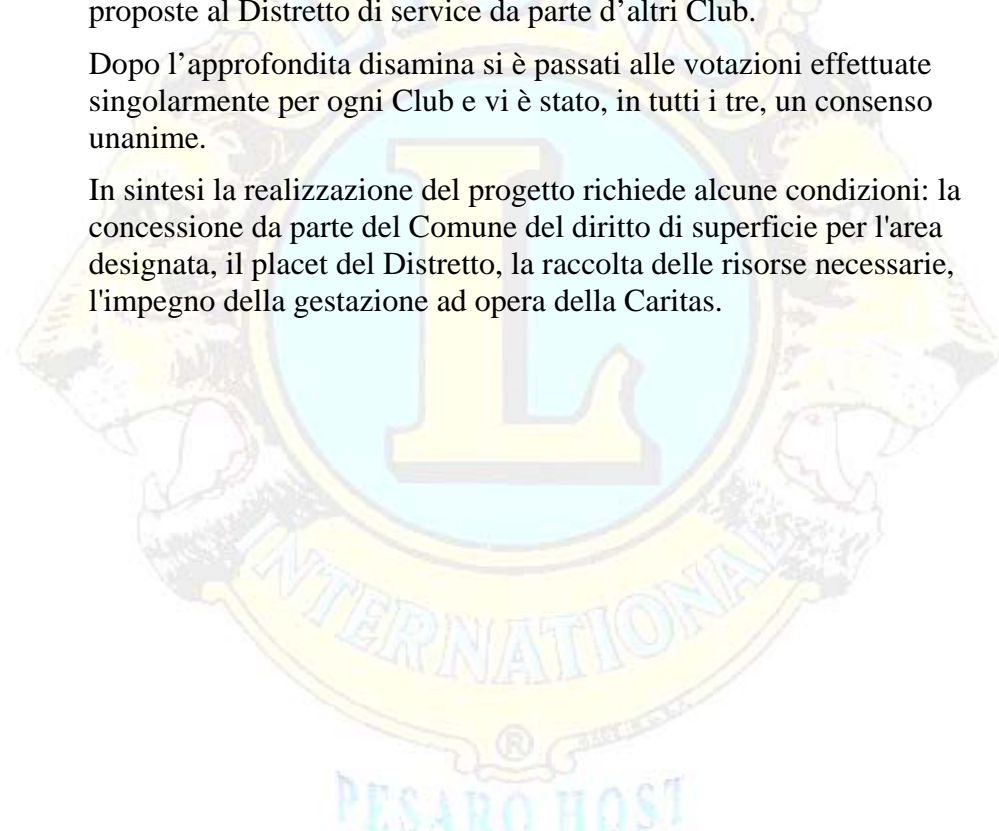 proposte al Distretto di service da parte d’altri Club.
Dopo l’approfondita disamina si è passati alle votazioni effettuate
singolarmente per ogni Club e vi è stato, in tutti i tre, un consenso
unanime.
In sintesi la realizzazione del progetto richiede alcune condizioni: la
concessione da parte del Comune del diritto di superficie per l'area
designata, il placet del Distretto, la raccolta delle risorse necessarie,
l'impegno della gestazione ad opera della Caritas.
LIONS
L
INTERNATIONAL
®
PESARO HOST